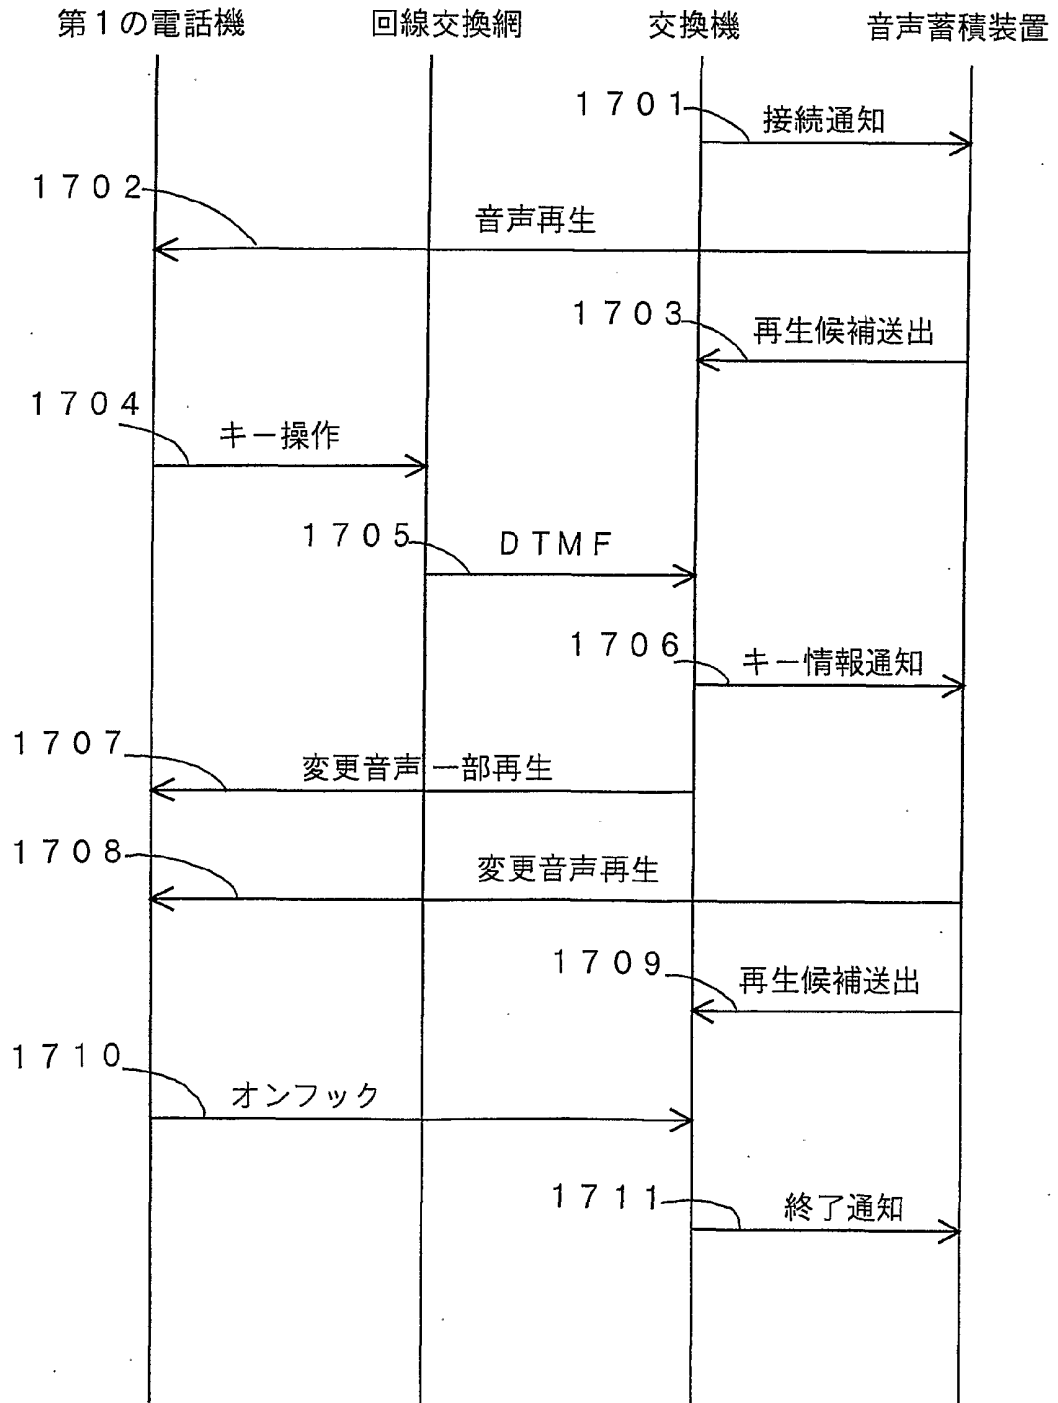 第１の電話機 回線交換網 交換機 音声蓄積装置
１７０１ 接続通知
１７０２ 音声再生
１７０３ 再生候補送出
１７０４ キー操作
１７０５ ＤＴＭＦ
１７０６ キー情報通知
１７０７ 変更音声一部再生
１７０８ 変更音声再生
１７０９ 再生候補送出
１７１０ オンフック
１７１１ 終了通知